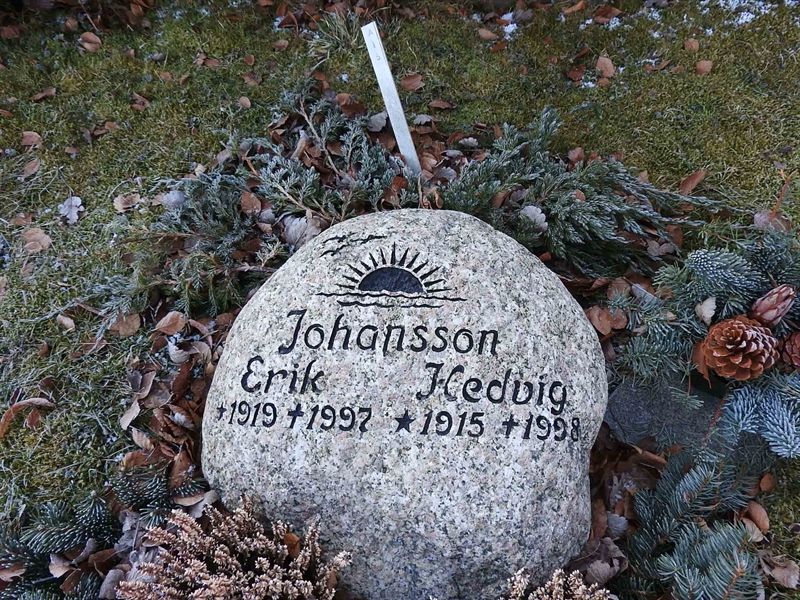 Johansson
Erik Hedvig
★1919 ✝1997 ★1915 ✝1998